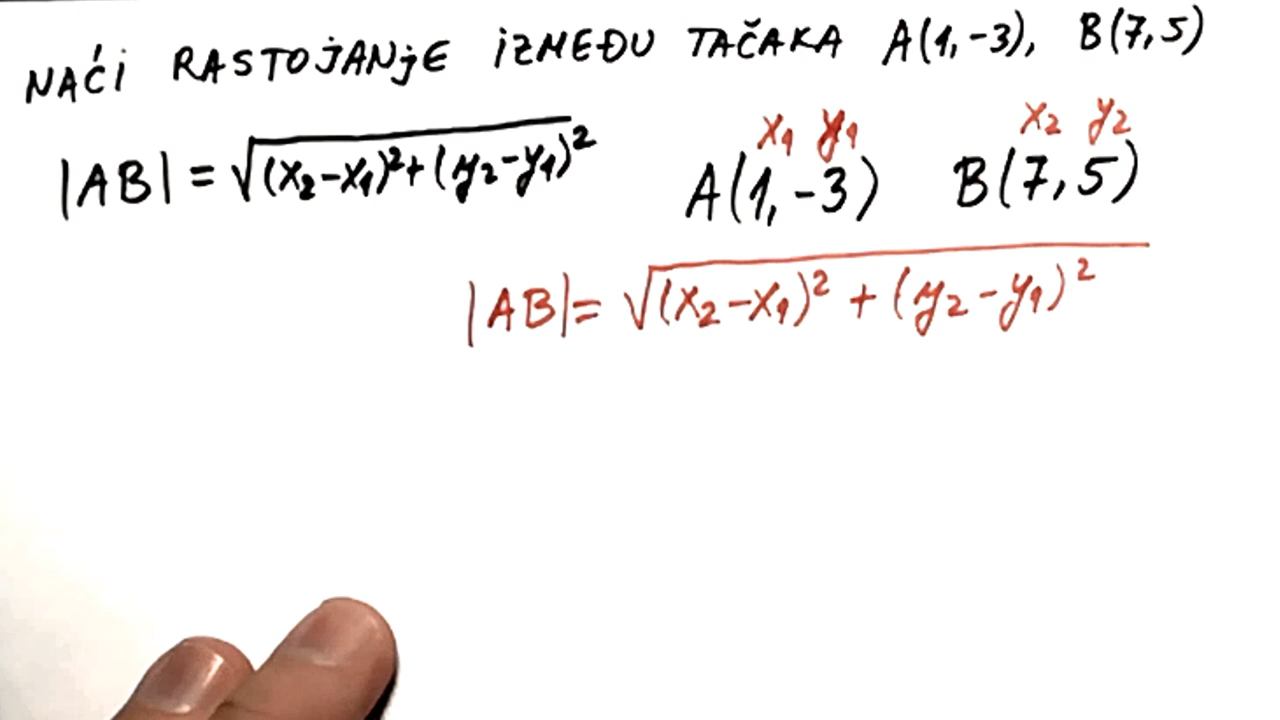 NAĆI RASTOJANJE IZMEĐU TAČAKA A(1,-3), B(7,5)
x₁ y₁ x₂ y₂
|AB| = √(x₂-x₁)²+(y₂-y₁)² A(1,-3) B(7,5)
|AB| = √(x₂-x₁)² + (y₂-y₁)²